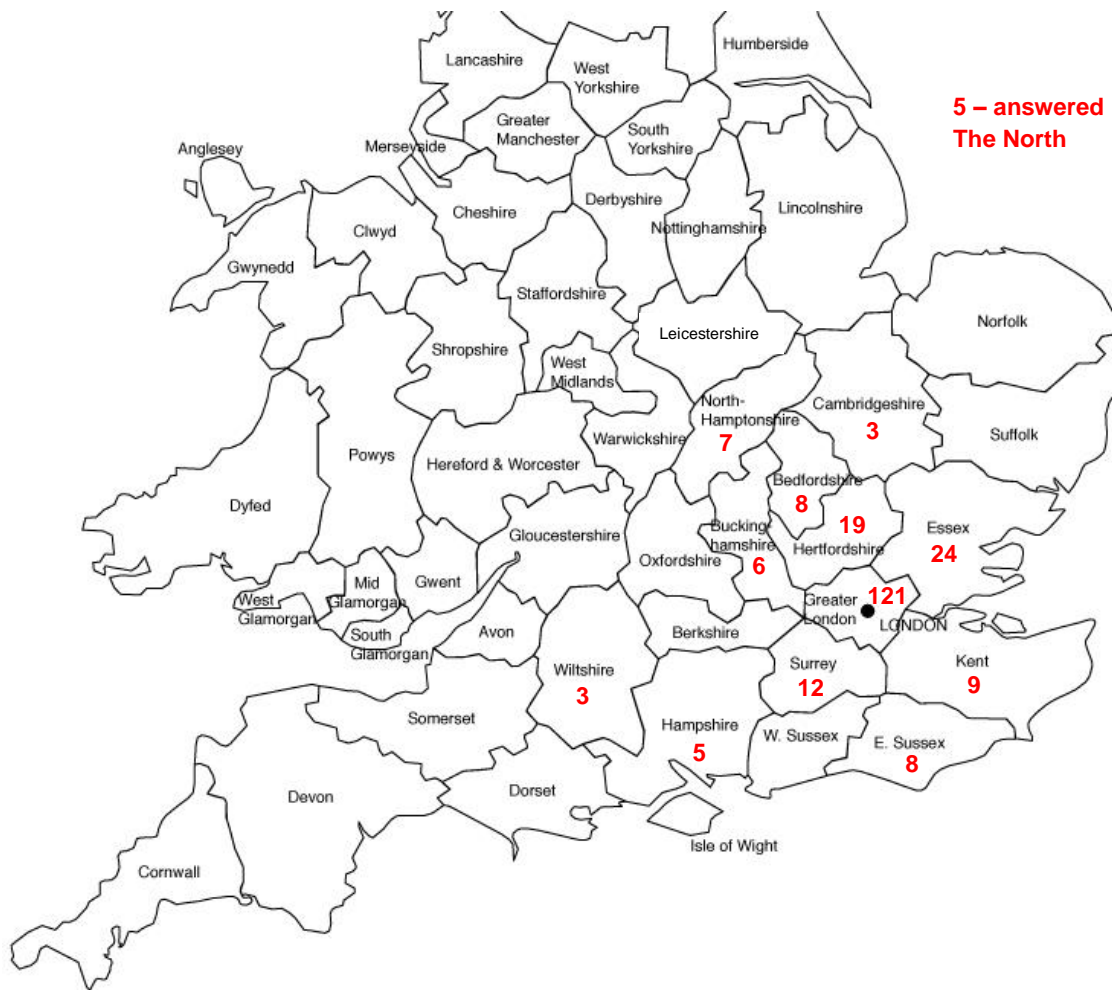 Humberside
Lancashire
West
Yorkshire
5 – answered
The North
Greater
Manchester
South
Yorkshire
Anglesey
Merseyside
Cheshire
Derbyshire
Nottinghamshire
Lincolnshire
Clwyd
Gwynedd
Staffordshire
Leicestershire
Norfolk
Shropshire
West
Midlands
North-
Hamptonshire
7
Cambridgeshire
3
Suffolk
Warwickshire
Powys
Hereford & Worcester
Dyfed
Bedfordshire
8
19
Hertfordshire
Essex
24
Gloucestershire
Bucking-
hamshire
6
Oxfordshire
Gwent
Mid
Glamorgan
West
Glamorgan
South
Glamorgan
Greater
London
121
LONDON
Avon
Berkshire
Wiltshire
3
Surrey
12
Kent
9
Somerset
Hampshire
5
W. Sussex
E. Sussex
8
Devon
Dorset
Isle of Wight
Cornwall